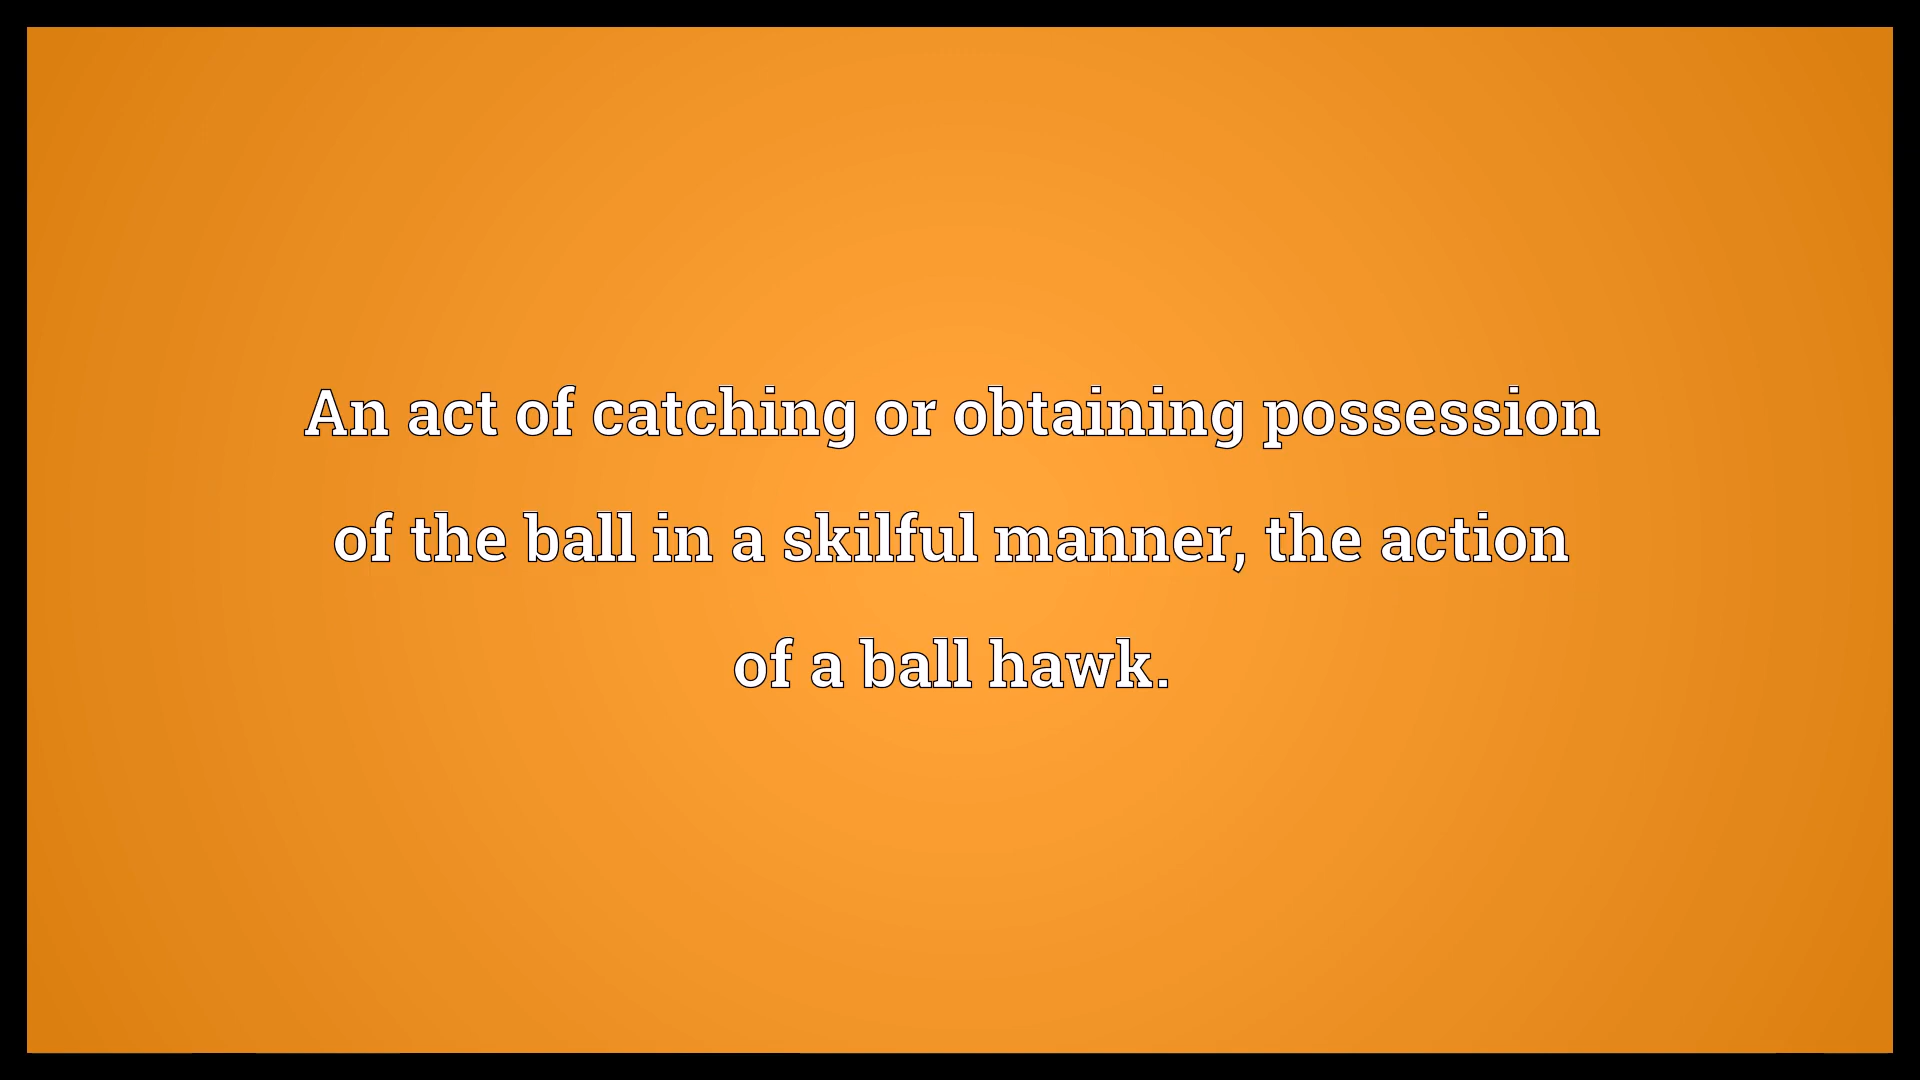 An act of catching or obtaining possession
of the ball in a skilful manner, the action
of a ball hawk.